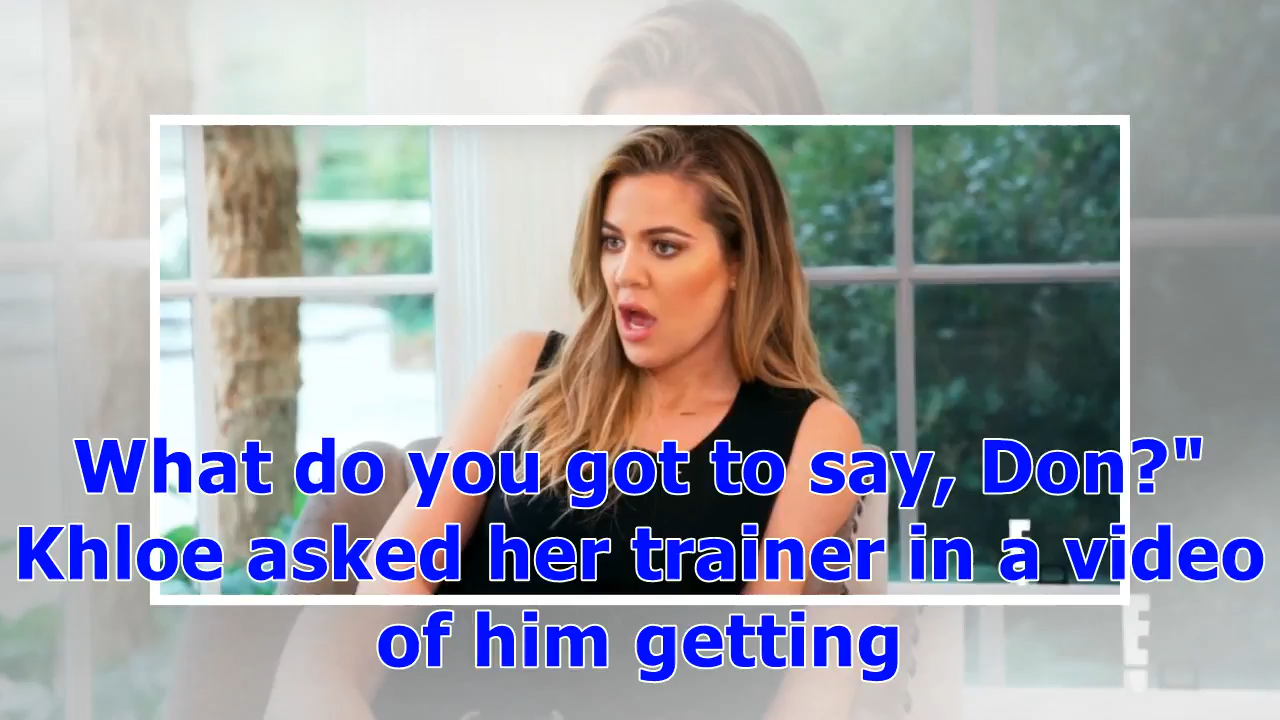 What do you got to say, Don?"
Khloe asked her trainer in a video
of him getting
E!
E!